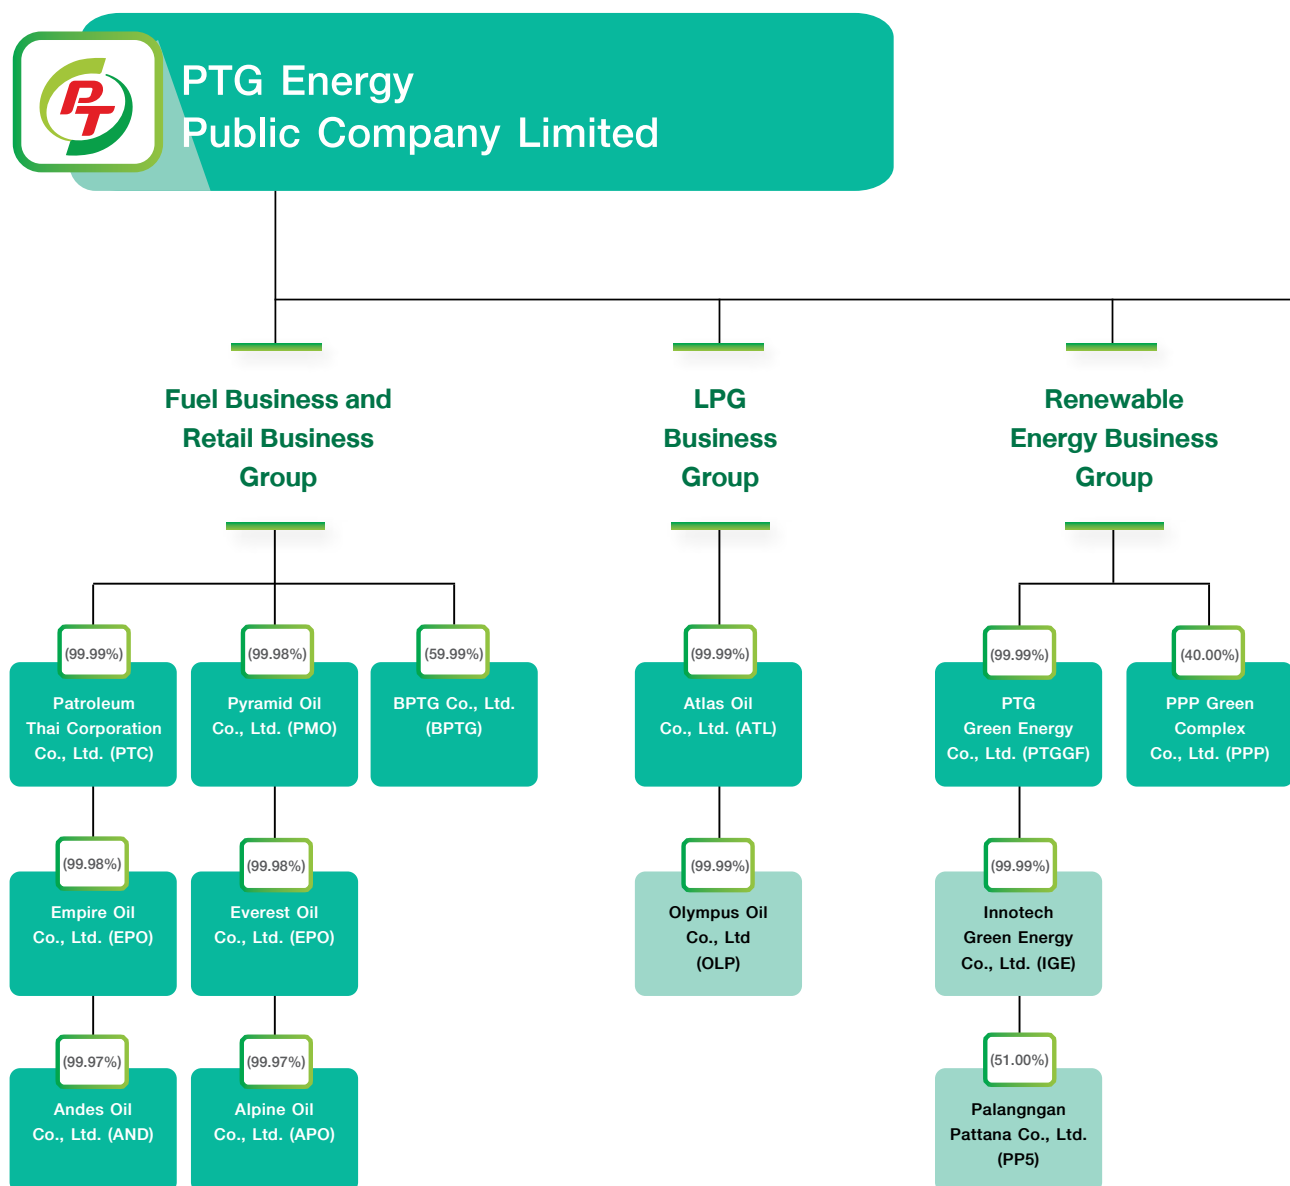 PT
PTG Energy
Public Company Limited
Fuel Business and
Retail Business
Group
LPG
Business
Group
Renewable
Energy Business
Group
(99.99%)
Patroleum
Thai Corporation
Co., Ltd. (PTC)
(99.98%)
Pyramid Oil
Co., Ltd. (PMO)
(59.99%)
BPTG Co., Ltd.
(BPTG)
(99.99%)
Atlas Oil
Co., Ltd. (ATL)
(99.99%)
PTG
Green Energy
Co., Ltd. (PTGGF)
(40.00%)
PPP Green
Complex
Co., Ltd. (PPP)
(99.98%)
Empire Oil
Co., Ltd. (EPO)
(99.98%)
Everest Oil
Co., Ltd. (EPO)
(99.99%)
Olympus Oil
Co., Ltd
(OLP)
(99.99%)
Innotech
Green Energy
Co., Ltd. (IGE)
(99.97%)
Andes Oil
Co., Ltd. (AND)
(99.97%)
Alpine Oil
Co., Ltd. (APO)
(51.00%)
Palangngan
Pattana Co., Ltd.
(PP5)